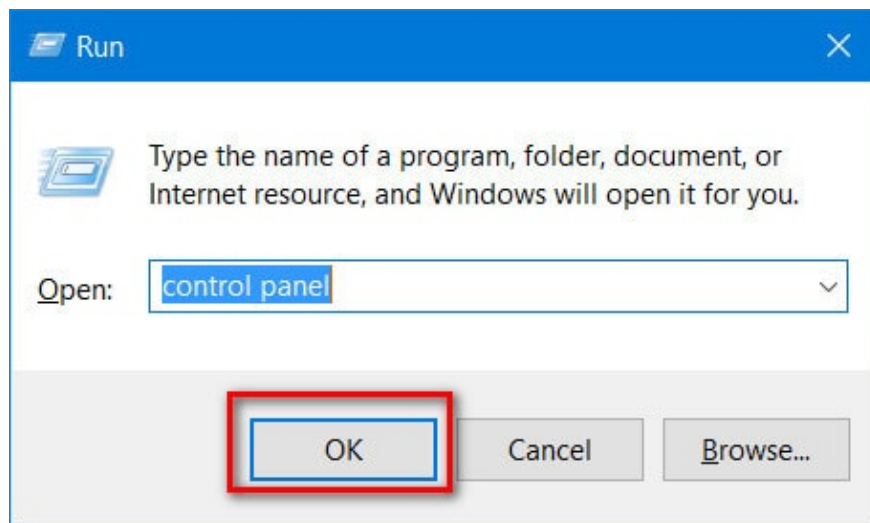 Run
Type the name of a program, folder, document, or
Internet resource, and Windows will open it for you.
Open: control panel
OK Cancel Browse...